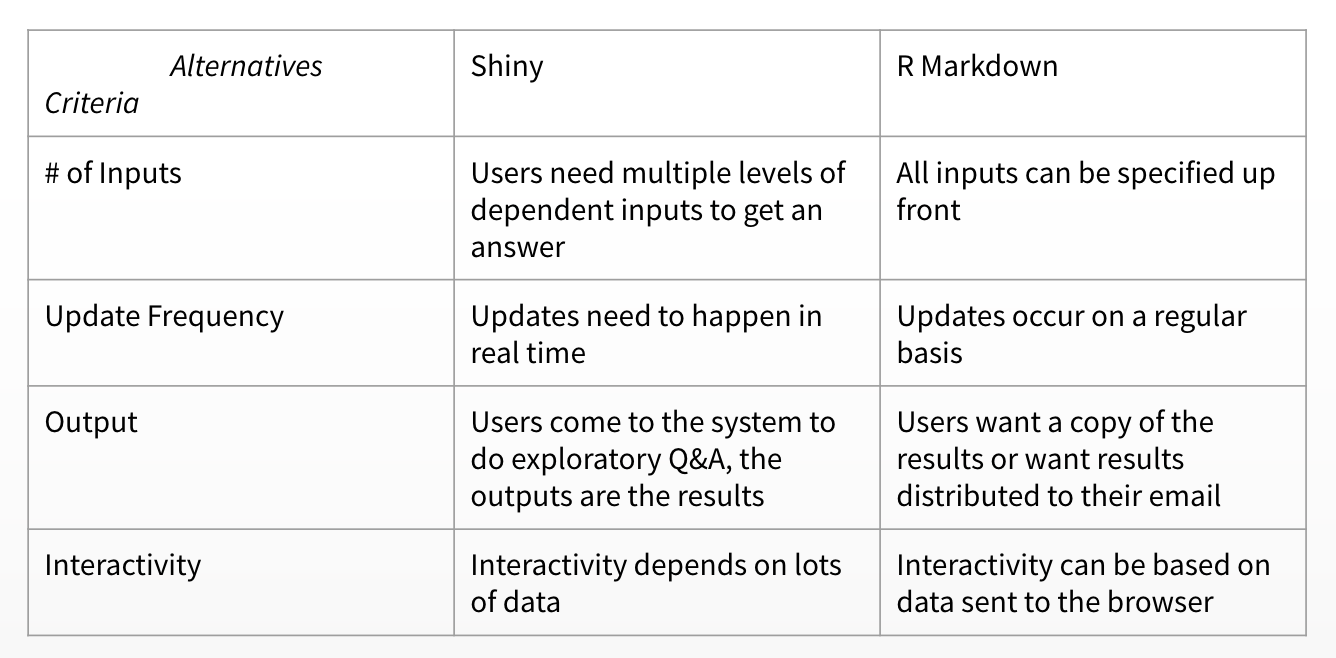 Alternatives
Criteria
Shiny
R Markdown
# of Inputs
Users need multiple levels of
dependent inputs to get an
answer
All inputs can be specified up
front
Update Frequency
Updates need to happen in
real time
Updates occur on a regular
basis
Output
Users come to the system to
do exploratory Q&A, the
outputs are the results
Users want a copy of the
results or want results
distributed to their email
Interactivity
Interactivity depends on lots
of data
Interactivity can be based on
data sent to the browser